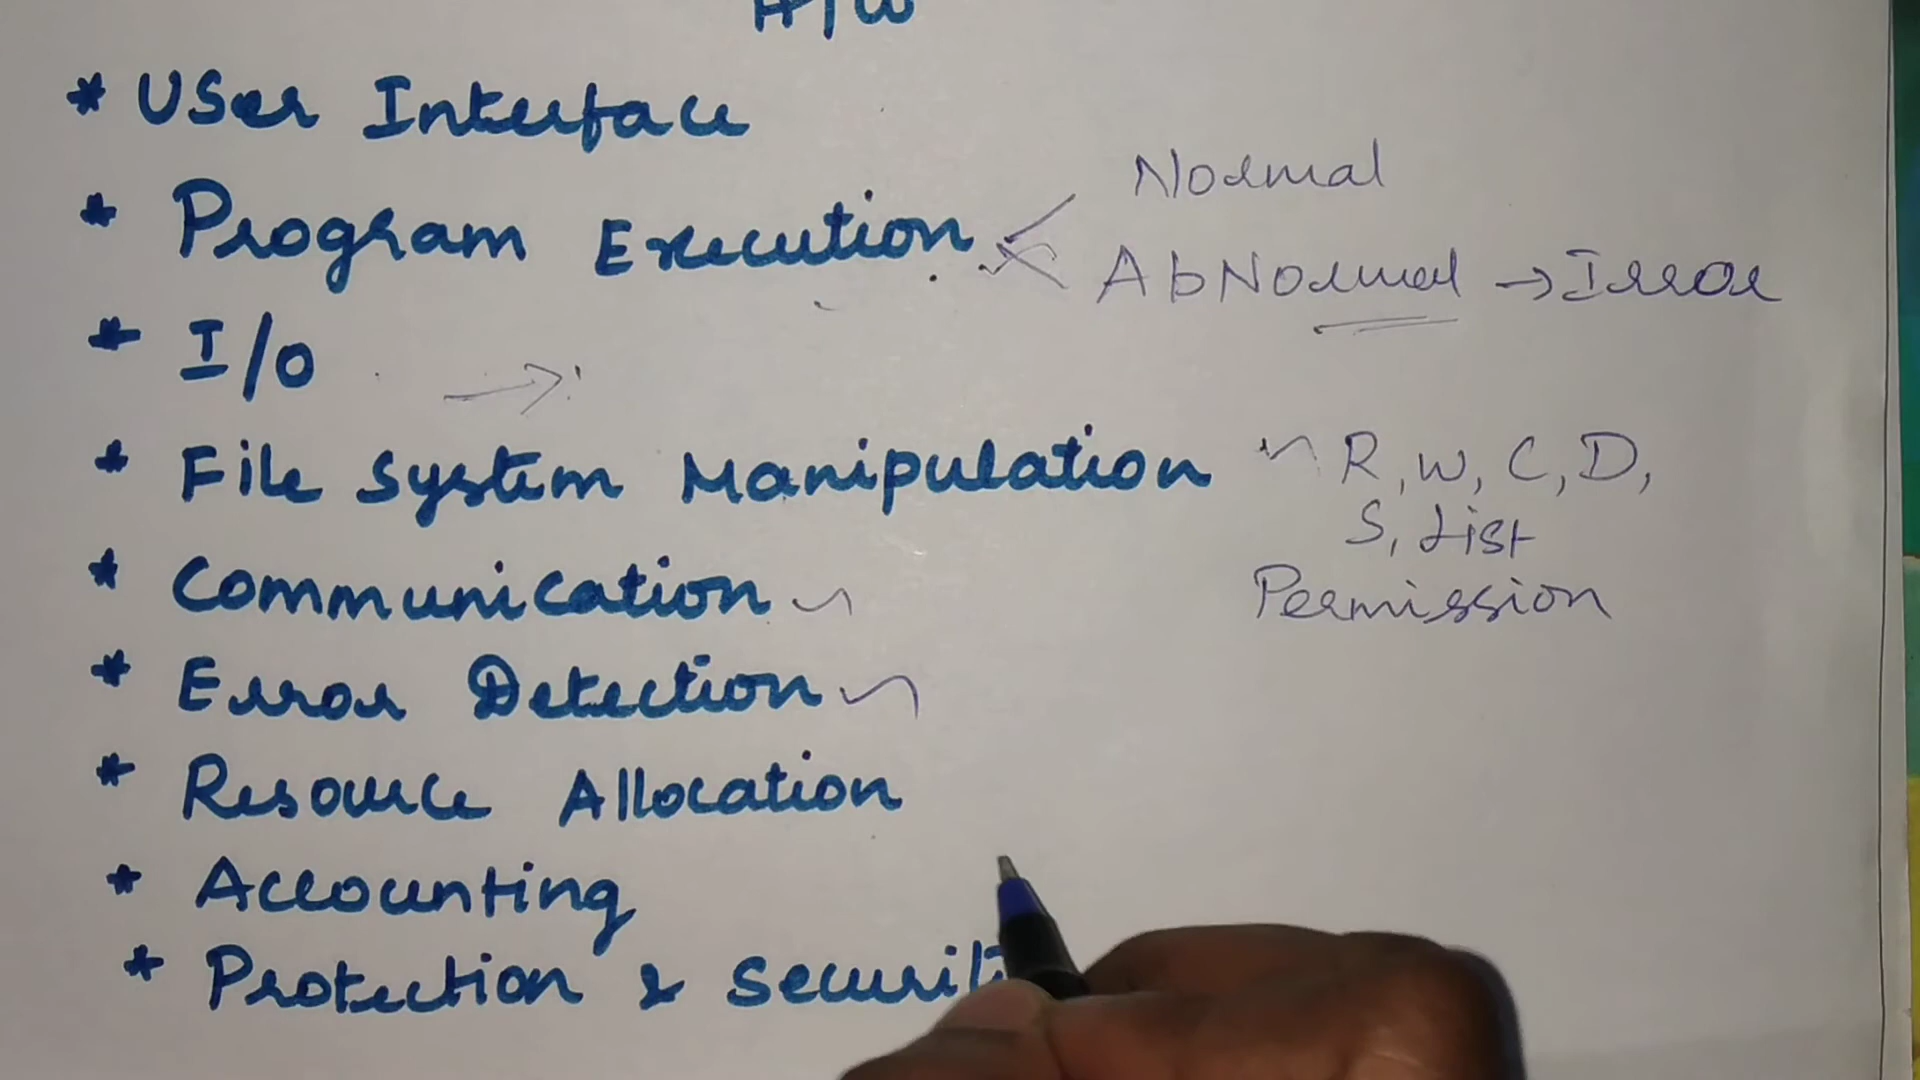 H/W
* User Interface
* Program Execution
Normal
AbNormal → Irror
* I/O →
* File System Manipulation
R, W, C, D,
S, List
Permission
* Communication
* Error Detection
* Resource Allocation
* Accounting
* Protection & Securit